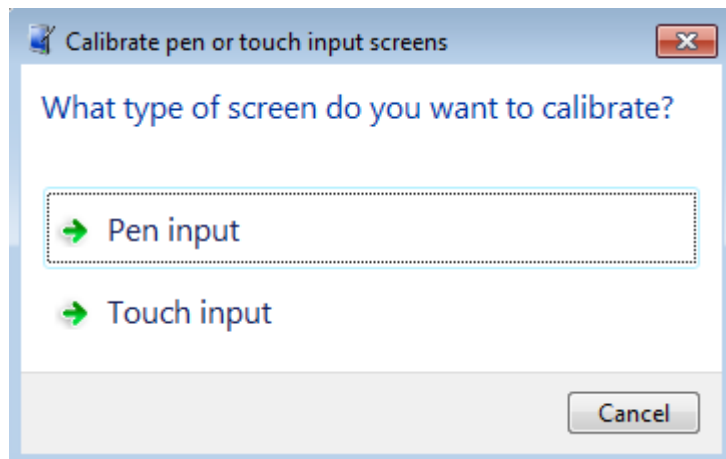 Calibrate pen or touch input screens
What type of screen do you want to calibrate?
Pen input
Touch input
Cancel